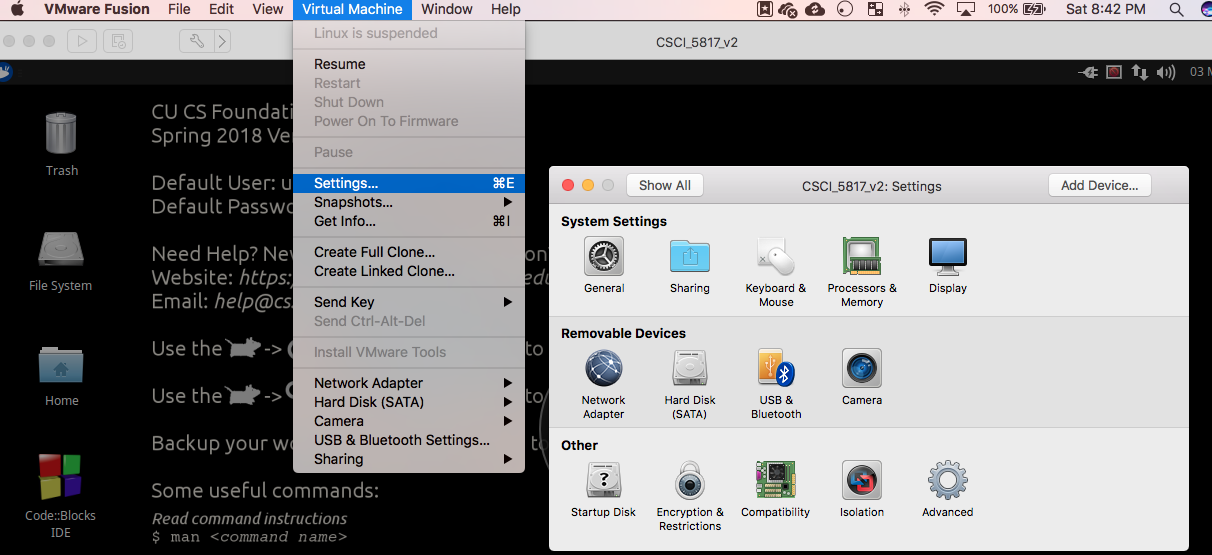 VMware Fusion File Edit View Virtual Machine Window Help 100% Sat 8:42 PM
CSCI_5817_v2
03 M
Trash
File System
Home
Code::Blocks
IDE
CU CS Foundati
Spring 2018 Ve
Default User: u
Default Passwo
Need Help? Nev
Website: https:/
Email: help@cs.
Use the ->
to
Use the ->
to
Backup your wo
to
Some useful commands:
Read command instructions
$ man <command name>
Linux is suspended
Resume
Restart
Shut Down
Power On To Firmware
Pause
Settings... ⌘E
Snapshots...
Get Info... ⌘I
Create Full Clone...
Create Linked Clone...
Send Key
Send Ctrl-Alt-Del
Install VMware Tools
Network Adapter
Hard Disk (SATA)
Camera
USB & Bluetooth Settings...
Sharing
Show All CSCI_5817_v2: Settings Add Device...
System Settings
General
Sharing
Keyboard &
Mouse
Processors &
Memory
Display
Removable Devices
Network
Adapter
Hard Disk
(SATA)
USB &
Bluetooth
Camera
Other
Startup Disk
Encryption &
Restrictions
Compatibility
Isolation
Advanced